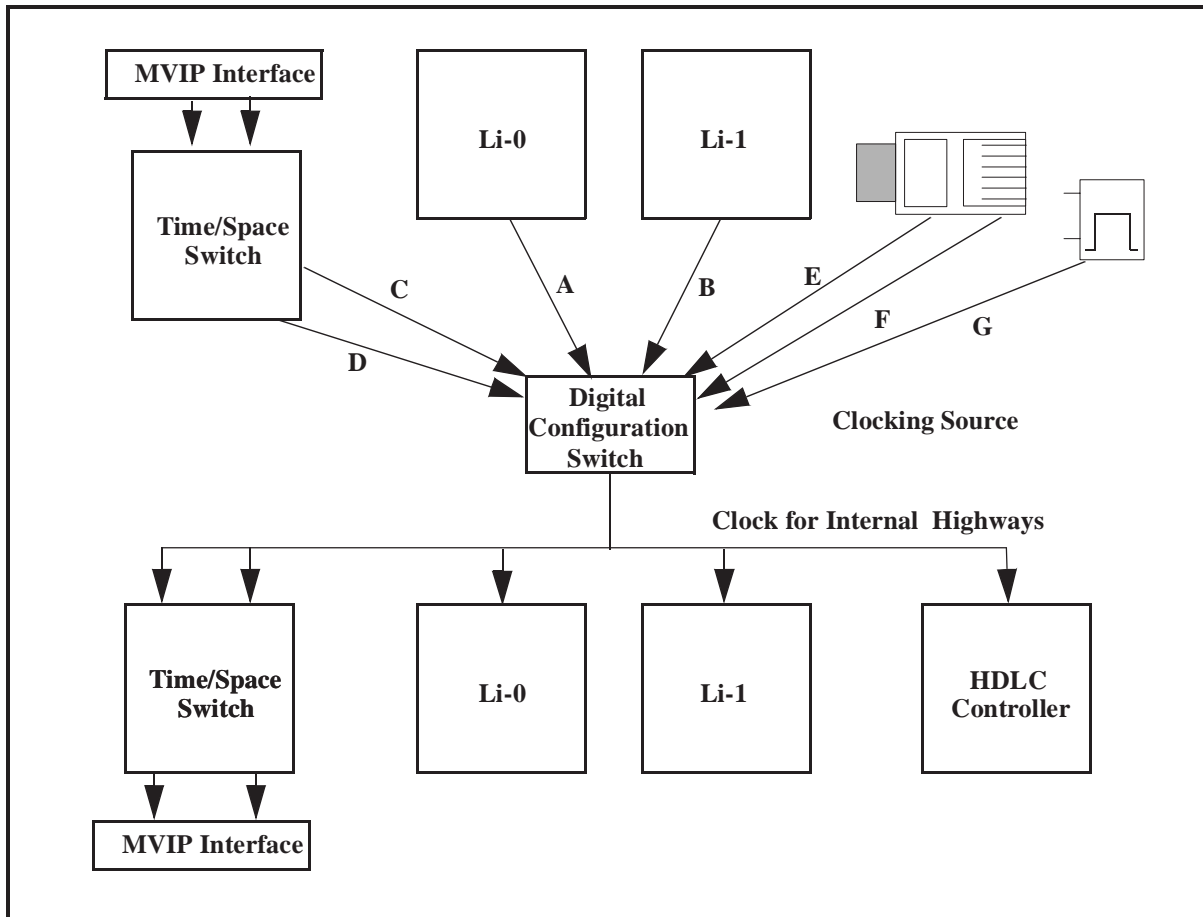 MVIP Interface
Li-0
Li-1
Time/Space
Switch
C
A
B
E
F
G
D
Digital
Configuration
Switch
Clocking Source
Clock for Internal Highways
Time/Space
Switch
Li-0
Li-1
HDLC
Controller
MVIP Interface